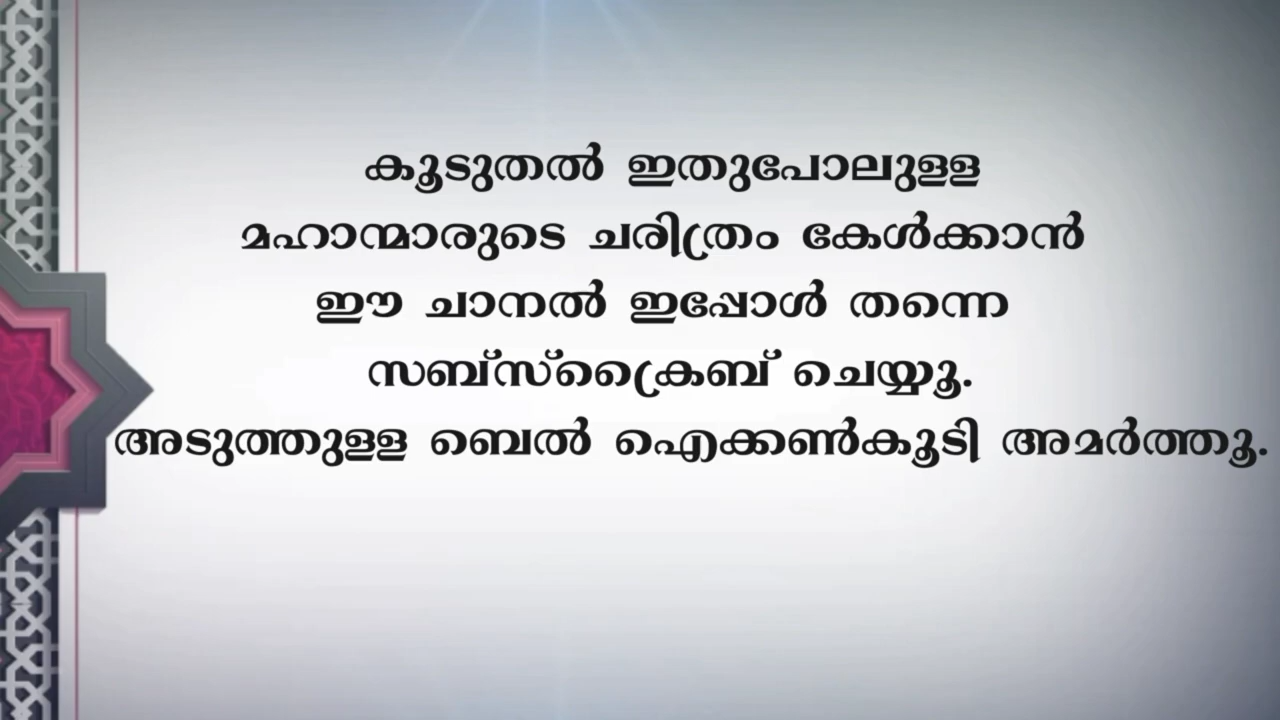 കൂടുതൽ ഇതുപോലുള്ള
മഹാന്മാരുടെ ചരിത്രം കേൾക്കാൻ
ഈ ചാനൽ ഇപ്പോൾ തന്നെ
സബ്സ്ക്രൈബ് ചെയ്യൂ.
അടുത്തുള്ള ബെൽ ഐക്കൺകൂടി അമർത്തൂ.